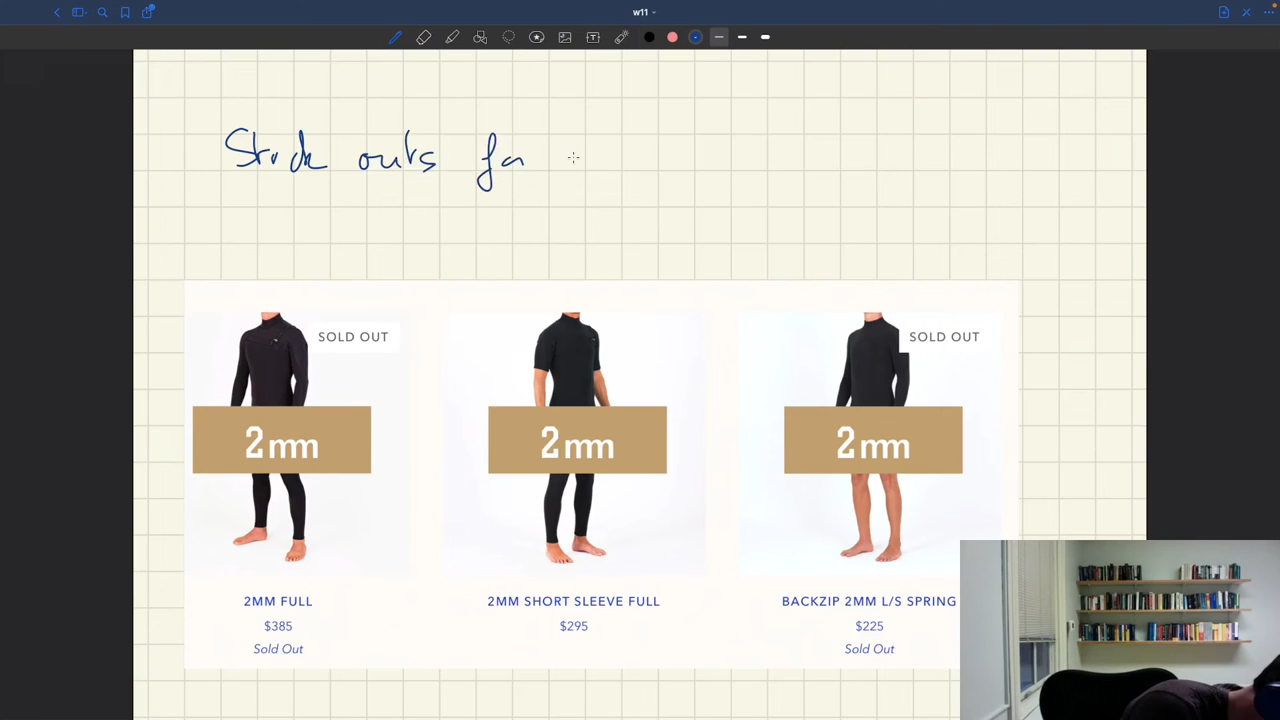 w11
Stock outs fa
SOLD OUT
SOLD OUT
2mm
2mm
2mm
2MM FULL
2MM SHORT SLEEVE FULL
BACKZIP 2MM L/S SPRING
$385
$295
$225
Sold Out
Sold Out